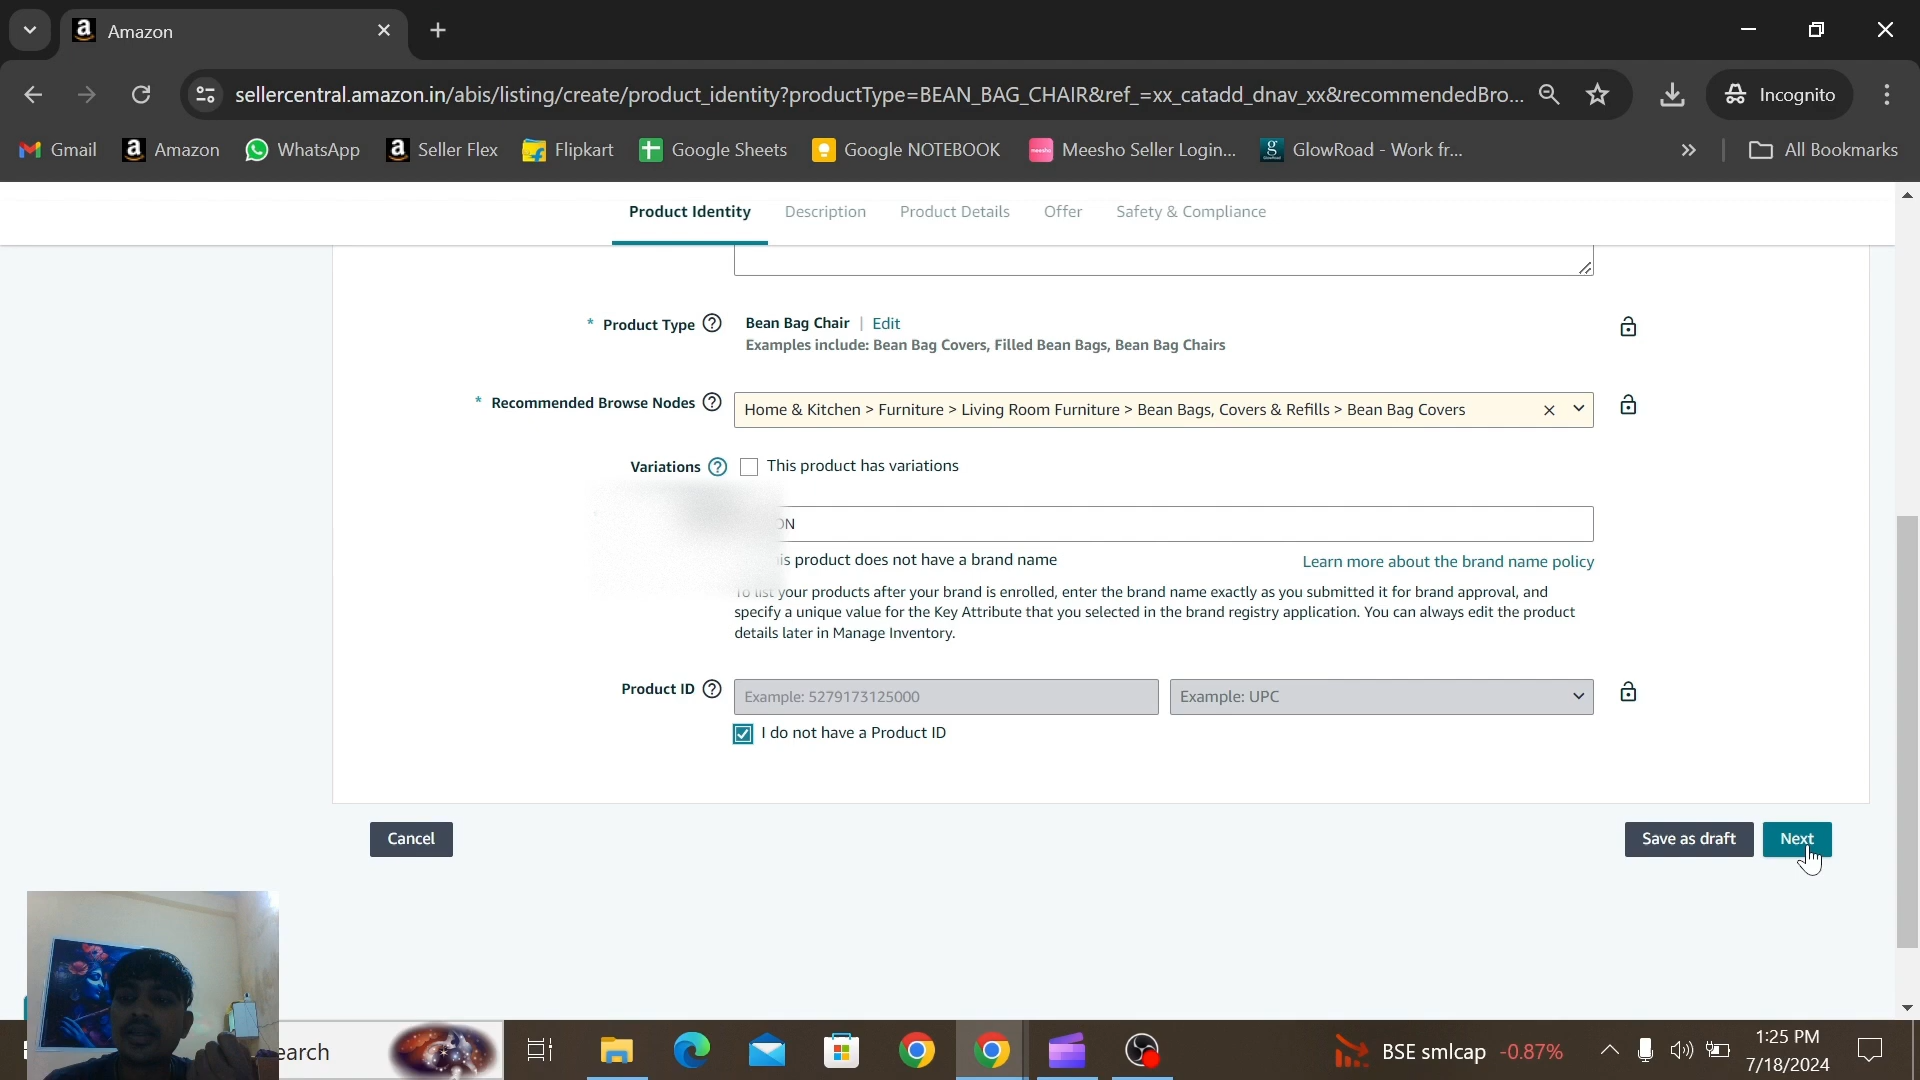 Amazon
sellercentral.amazon.in/abis/listing/create/product_identity?productType=BEAN_BAG_CHAIR&ref_=xx_catadd_dnav_xx&recommendedBro...
Incognito
Gmail
Amazon
WhatsApp
Seller Flex
Flipkart
Google Sheets
Google NOTEBOOK
Meesho Seller Login...
GlowRoad - Work fr...
All Bookmarks
Product Identity
Description
Product Details
Offer
Safety & Compliance
* Product Type
Bean Bag Chair | Edit
Examples include: Bean Bag Covers, Filled Bean Bags, Bean Bag Chairs
* Recommended Browse Nodes
Home & Kitchen > Furniture > Living Room Furniture > Bean Bags, Covers & Refills > Bean Bag Covers
Variations
This product has variations
product does not have a brand name
Learn more about the brand name policy
your products after your brand is enrolled, enter the brand name exactly as you submitted it for brand approval, and
specify a unique value for the Key Attribute that you selected in the brand registry application. You can always edit the product
details later in Manage Inventory.
Product ID
Example: 5279173125000
Example: UPC
I do not have a Product ID
Cancel
Save as draft
Next
earch
BSE smlcap -0.87%
1:25 PM
7/18/2024